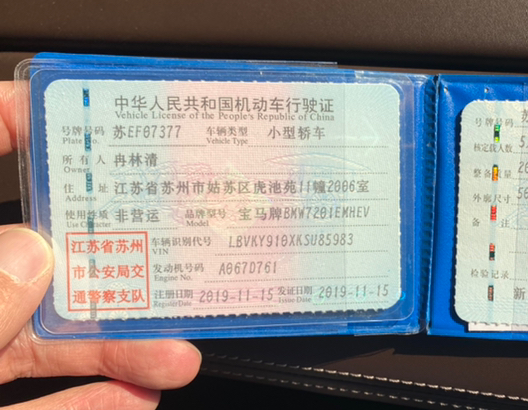 中华人民共和国机动车行驶证
Vehicle License of the People's Republic of China
号牌号码 苏EF07377 车辆类型 小型轿车
Plate No. Vehicle Type
所有人 冉林清
Owner
住址 江苏省苏州市姑苏区虎池苑11幢2006室
Address
使用性质 非营运 品牌型号 宝马牌BMW7201EMHEV
Use Character Model
江苏省苏州
市公安局交
通警察支队
车辆识别代号 LBVKY910XKSU85983
VIN
发动机号码 A067D761
Engine No.
注册日期 2019-11-15 发证日期 2019-11-15
Register Date Issue Date
号牌号码
核定载人数
整备质量
外廓尺寸
备注
检验记录
新